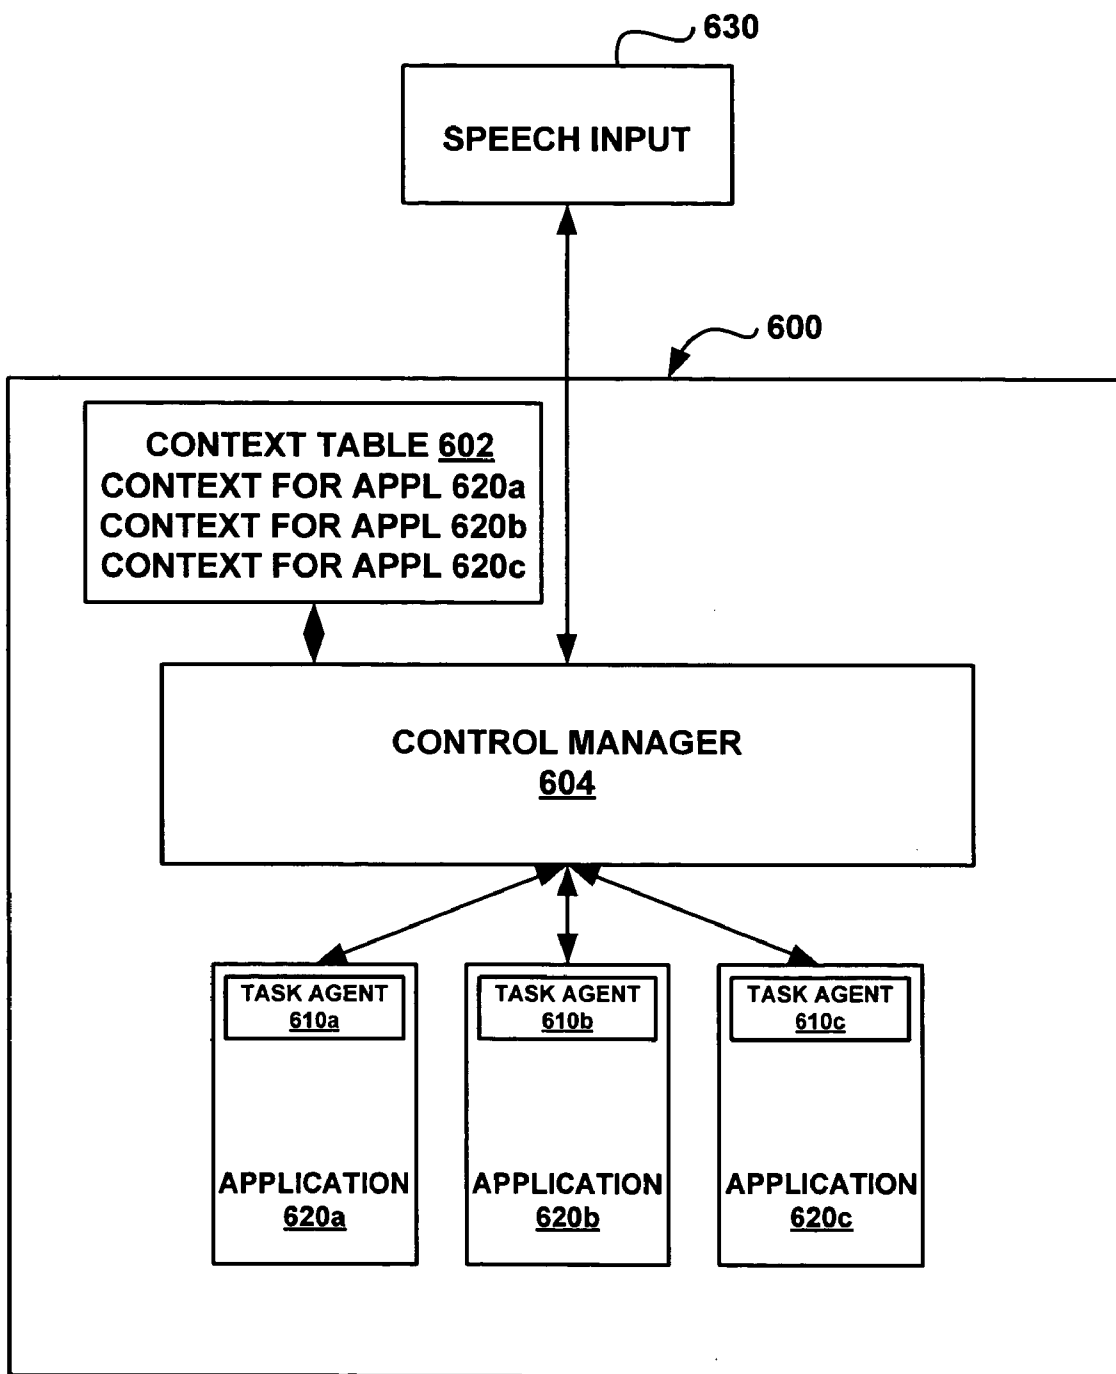 630
SPEECH INPUT
600
CONTEXT TABLE 602
CONTEXT FOR APPL 620a
CONTEXT FOR APPL 620b
CONTEXT FOR APPL 620c
CONTROL MANAGER
604
TASK AGENT
610a
TASK AGENT
610b
TASK AGENT
610c
APPLICATION
620a
APPLICATION
620b
APPLICATION
620c